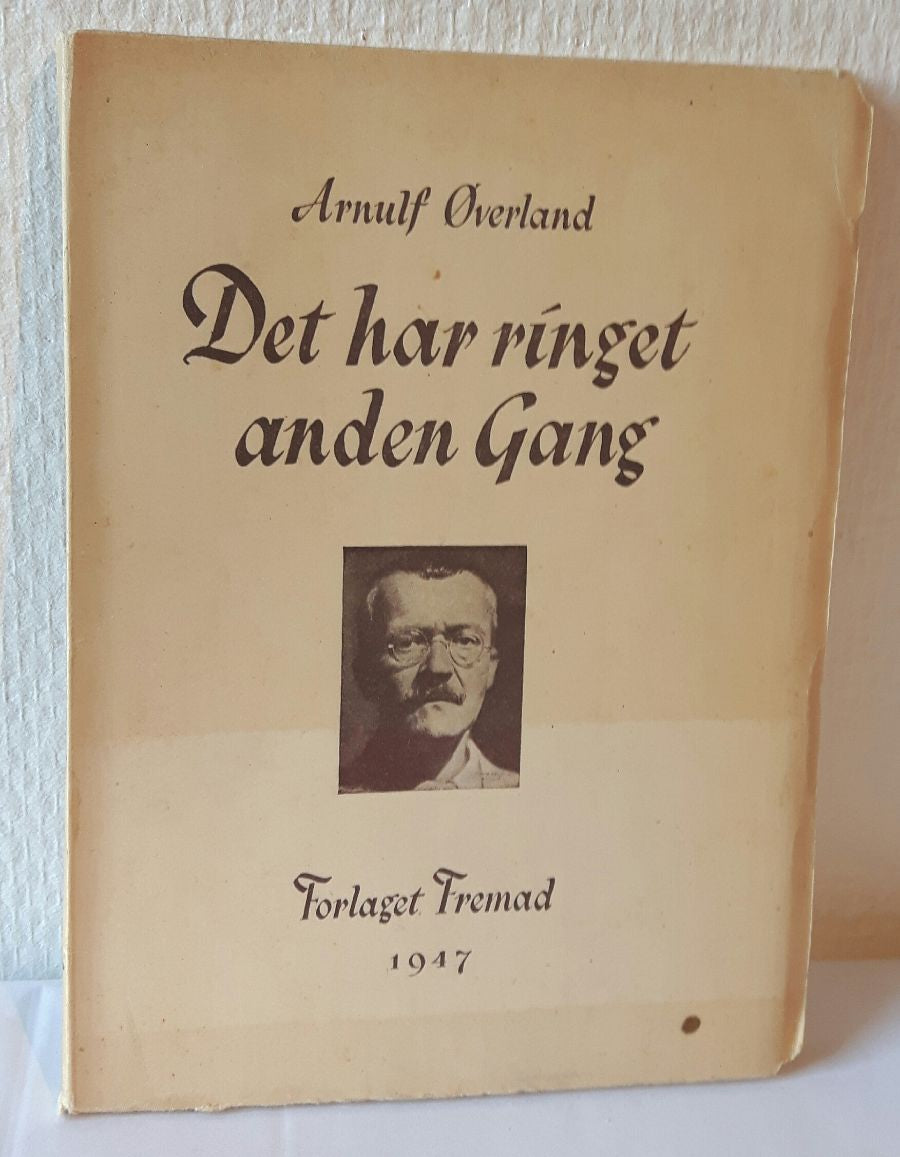 Arnulf Øverland
Det har ringet
anden Gang
Forlaget Fremad
1947